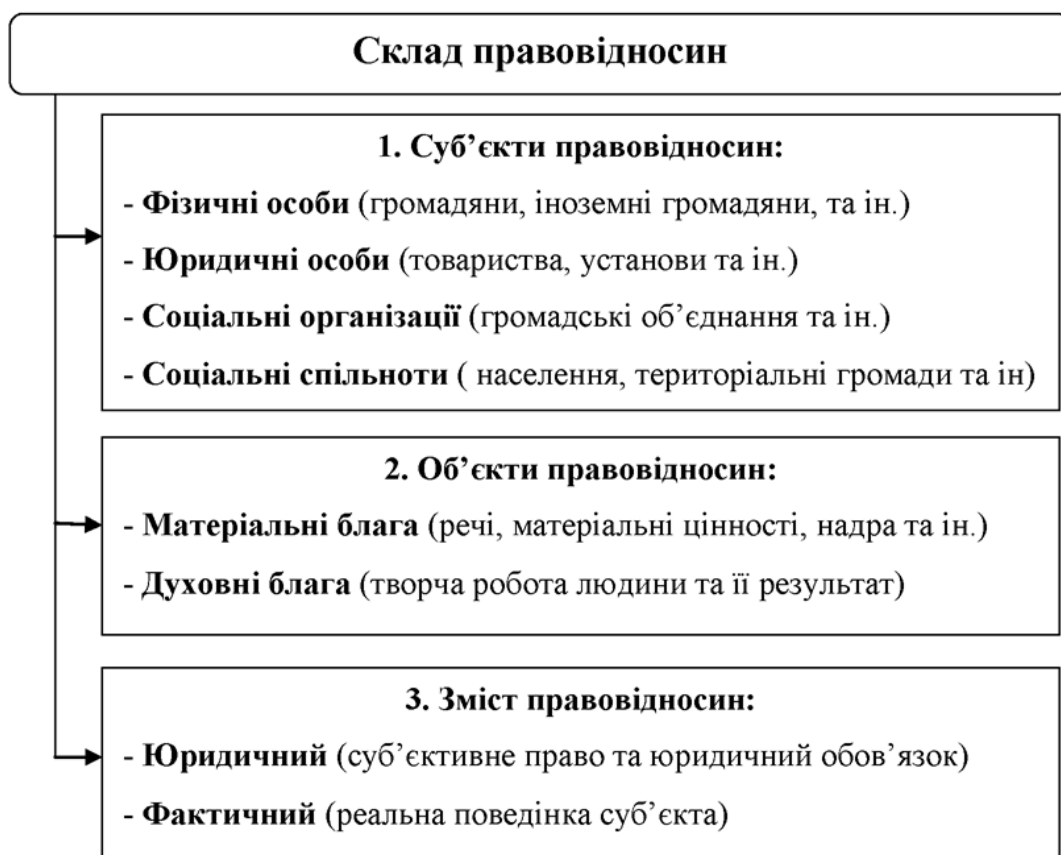 Склад правовідносин
1. Суб’єкти правовідносин:
- Фізичні особи (громадяни, іноземні громадяни, та ін.)
- Юридичні особи (товариства, установи та ін.)
- Соціальні організації (громадські об’єднання та ін.)
- Соціальні спільноти ( населення, територіальні громади та ін)
2. Об’єкти правовідносин:
- Матеріальні блага (речі, матеріальні цінності, надра та ін.)
- Духовні блага (творча робота людини та її результат)
3. Зміст правовідносин:
- Юридичний (суб’єктивне право та юридичний обов’язок)
- Фактичний (реальна поведінка суб’єкта)